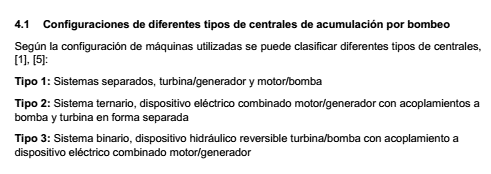 4.1 Configuraciones de diferentes tipos de centrales de acumulación por bombeo
Según la configuración de máquinas utilizadas se puede clasificar diferentes tipos de centrales,
[1], [5]:
Tipo 1: Sistemas separados, turbina/generador y motor/bomba
Tipo 2: Sistema ternario, dispositivo eléctrico combinado motor/generador con acoplamientos a
bomba y turbina en forma separada
Tipo 3: Sistema binario, dispositivo hidráulico reversible turbina/bomba con acoplamiento a
dispositivo eléctrico combinado motor/generador